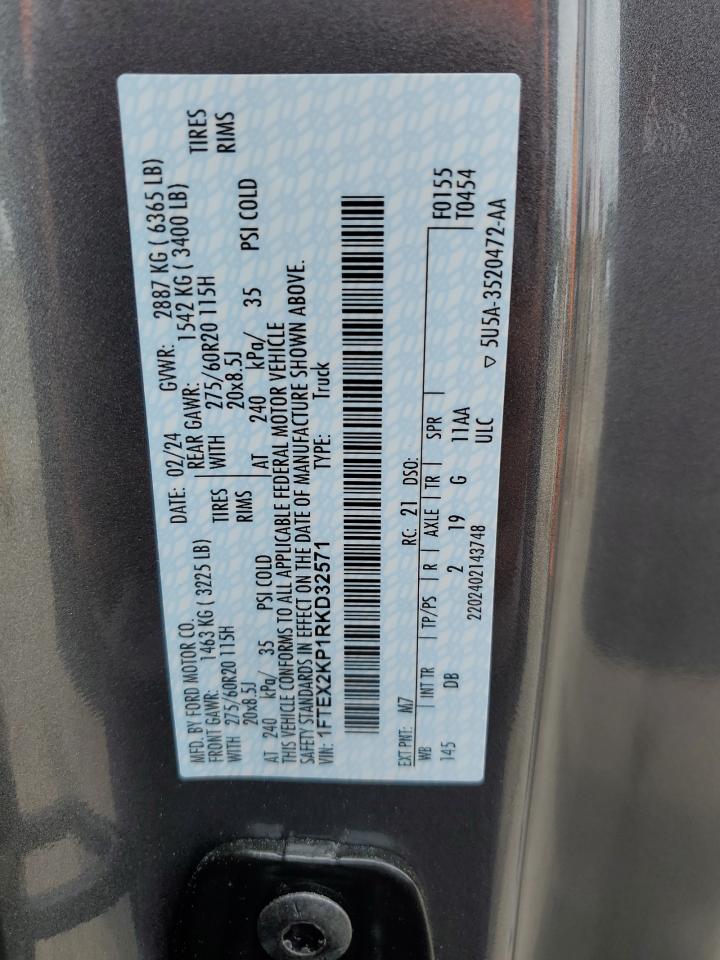 MFD. BY FORD MOTOR CO.
DATE: 02/24 GVWR: 2887 KG ( 6365 LB)
FRONT GAWR: 1463 KG ( 3225 LB) REAR GAWR: 1542 KG ( 3400 LB)
WITH 275/60R20 115H TIRES WITH 275/60R20 115H TIRES
20x8.5J RIMS 20x8.5J RIMS
AT 240 kPa/ 35 PSI COLD AT 240 kPa/ 35 PSI COLD
THIS VEHICLE CONFORMS TO ALL APPLICABLE FEDERAL MOTOR VEHICLE
SAFETY STANDARDS IN EFFECT ON THE DATE OF MANUFACTURE SHOWN ABOVE.
VIN: 1FTEX2KP1RKD32571 TYPE: Truck
EXT PNT: M7 RC: 21 DSO: F0155
WB INT TR TP/PS R AXLE TR SPR T0454
145 DB 2 19 G 11AA
2202402143748 ULC
▽ 5U5A-3520472-AA